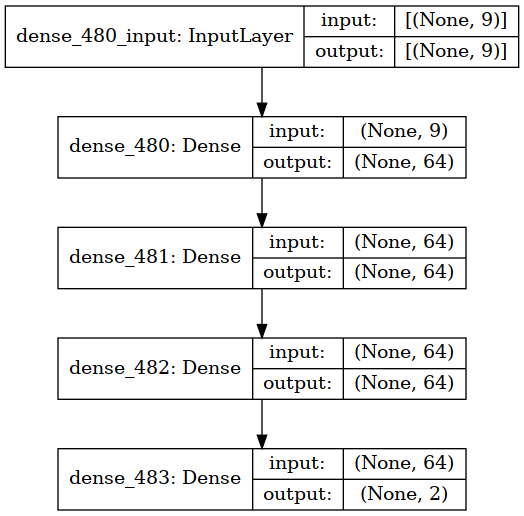 dense_480_input: InputLayer
input: [(None, 9)]
output: [(None, 9)]
dense_480: Dense
input: (None, 9)
output: (None, 64)
dense_481: Dense
input: (None, 64)
output: (None, 64)
dense_482: Dense
input: (None, 64)
output: (None, 64)
dense_483: Dense
input: (None, 64)
output: (None, 2)